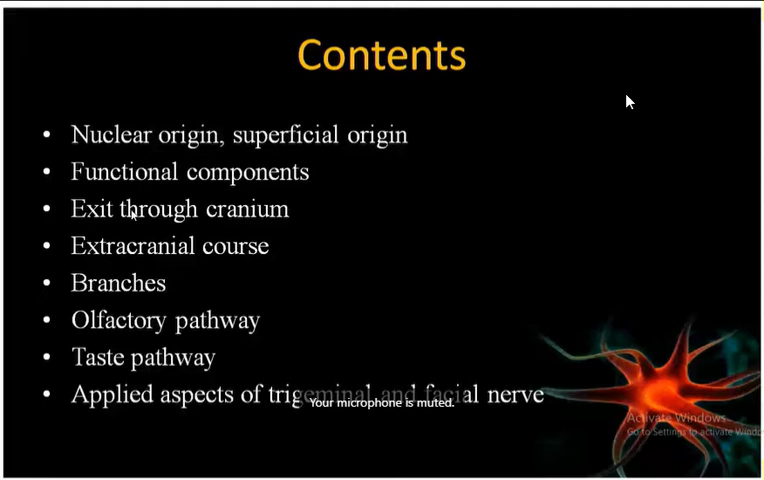 Contents
• Nuclear origin, superficial origin
• Functional components
• Exit through cranium
• Extracranial course
• Branches
• Olfactory pathway
• Taste pathway
• Applied aspects of trigeminal and facial nerve
Your microphone is muted.
Activate Windows
Go to Settings to activate Windo